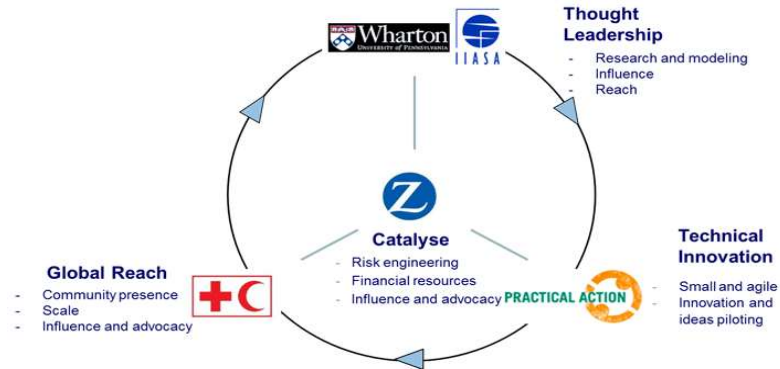 Wharton
UNIVERSITY of PENNSYLVANIA
IIASA
Thought
Leadership
- Research and modeling
- Influence
- Reach
Z
Catalyse
- Risk engineering
- Financial resources
- Influence and advocacy
Global Reach
- Community presence
- Scale
- Influence and advocacy
PRACTICAL ACTION
Technical
Innovation
- Small and agile
- Innovation and
ideas piloting